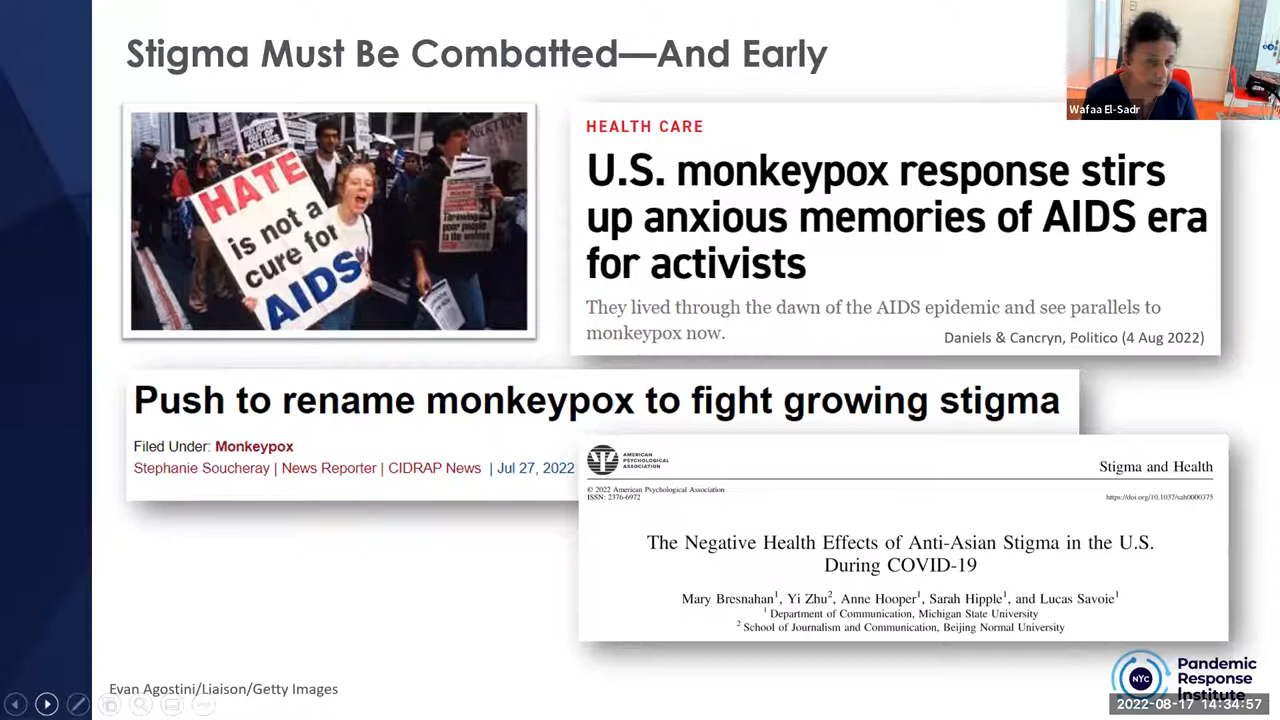 Stigma Must Be Combatted—And Early
Wafaa El-Sadr
HATE
is not a
cure for
AIDS
HEALTH CARE
U.S. monkeypox response stirs
up anxious memories of AIDS era
for activists
They lived through the dawn of the AIDS epidemic and see parallels to
monkeypox now.
Daniels & Cancryn, Politico (4 Aug 2022)
Push to rename monkeypox to fight growing stigma
Filed Under: Monkeypox
Stephanie Soucheray | News Reporter | CIDRAP News | Jul 27, 2022
AMERICAN
PSYCHOLOGICAL
ASSOCIATION
Stigma and Health
© 2022 American Psychological Association
ISSN: 2376-6972
https://doi.org/10.1037/sah0000375
The Negative Health Effects of Anti-Asian Stigma in the U.S.
During COVID-19
Mary Bresnahan1, Yi Zhu2, Anne Hooper1, Sarah Hipple1, and Lucas Savoie1
1 Department of Communication, Michigan State University
2 School of Journalism and Communication, Beijing Normal University
Evan Agostini/Liaison/Getty Images
NYC
Pandemic
Response
Institute
2022-08-17 14:34:57